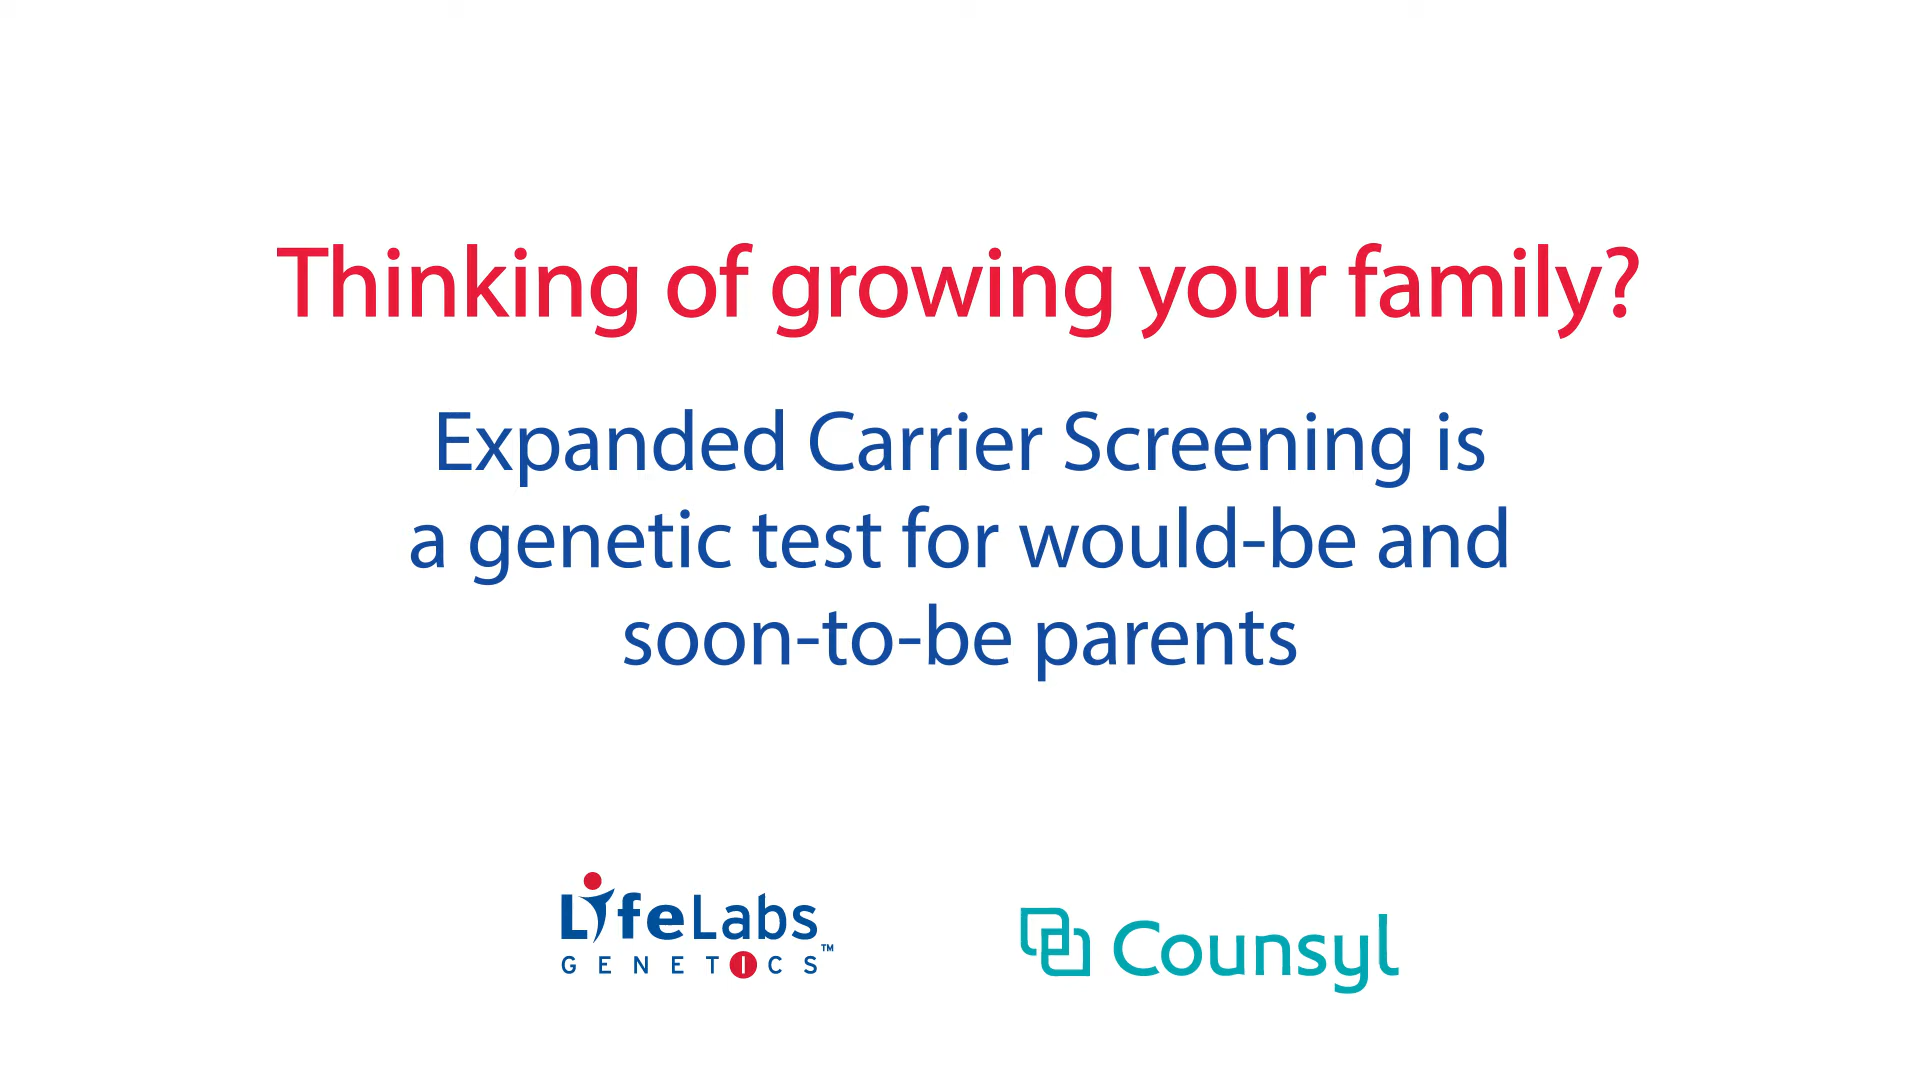 Thinking of growing your family?
Expanded Carrier Screening is
a genetic test for would-be and
soon-to-be parents
LifeLabs
GENETICS™
Counsyl